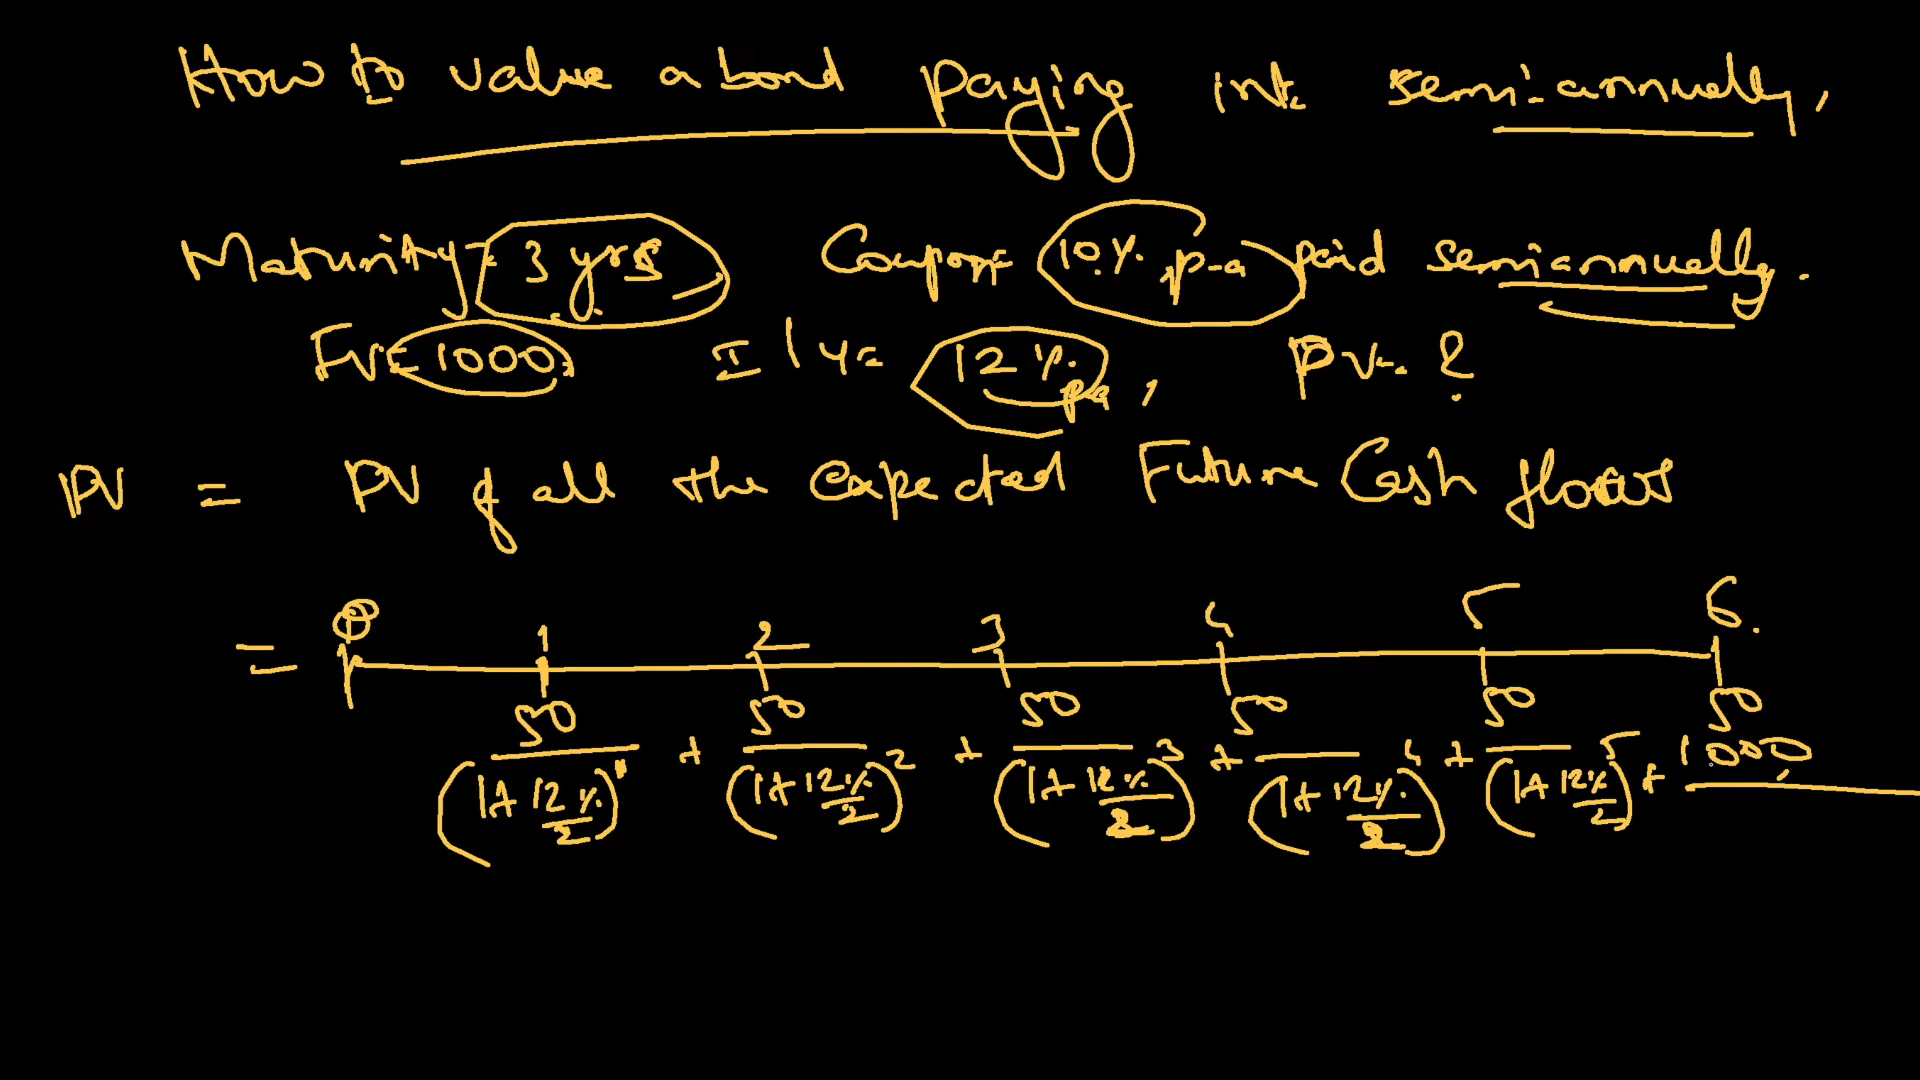 How to value a bond paying int. semi-annually,
Maturity = 3 yrs Coupon = 10% p.a paid semiannually.
FV = 1000, I/Y = 12% pa, PV = ?
PV = PV of all the expected Future Cash flows
= 0 1 2 3 4 5 6.
50 50 50 50 50 50
+ + + + + 1000,
(1+12%/2)^1 (1+12%/2)^2 (1+12%/2)^3 (1+12%/2)^4 (1+12%/2)^5